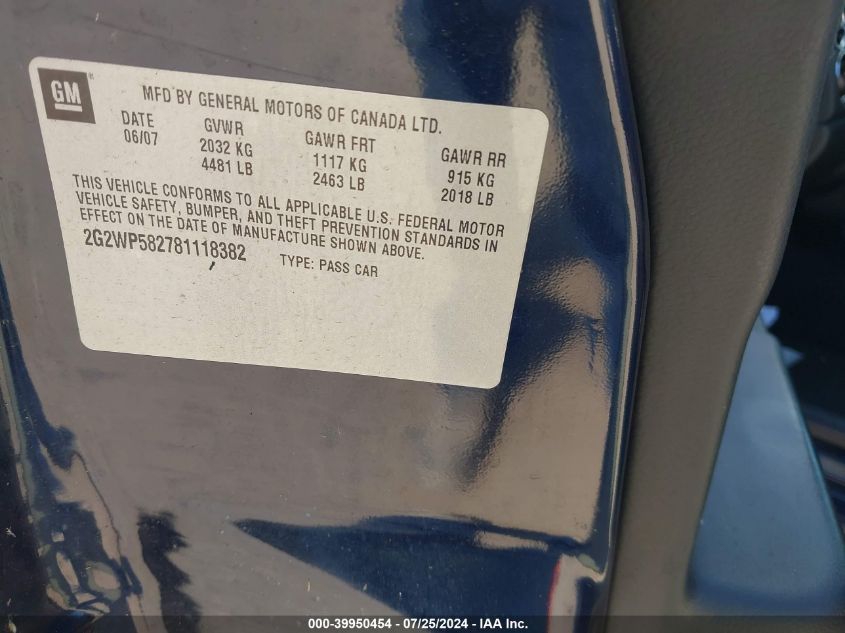 GM
MFD BY GENERAL MOTORS OF CANADA LTD.
DATE GVWR GAWR FRT GAWR RR
06/07 2032 KG 1117 KG 915 KG
4481 LB 2463 LB 2018 LB
THIS VEHICLE CONFORMS TO ALL APPLICABLE U.S. FEDERAL MOTOR
VEHICLE SAFETY, BUMPER, AND THEFT PREVENTION STANDARDS IN
EFFECT ON THE DATE OF MANUFACTURE SHOWN ABOVE.
2G2WP582781118382 TYPE: PASS CAR
000-39950454 - 07/25/2024 - IAA Inc.